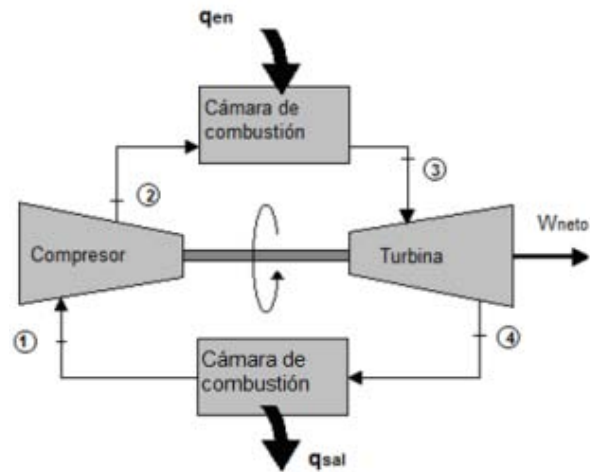 qen
Cámara de
combustión
②
③
Compresor
Turbina
Wneto
①
④
Cámara de
combustión
qsal